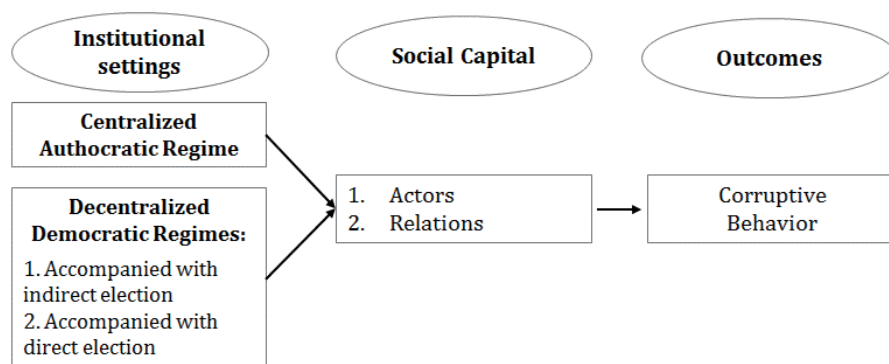 Institutional
settings
Social Capital
Outcomes
Centralized
Authocratic Regime
Decentralized
Democratic Regimes:
1. Accompanied with
indirect election
2. Accompanied with
direct election
1. Actors
2. Relations
Corruptive
Behavior